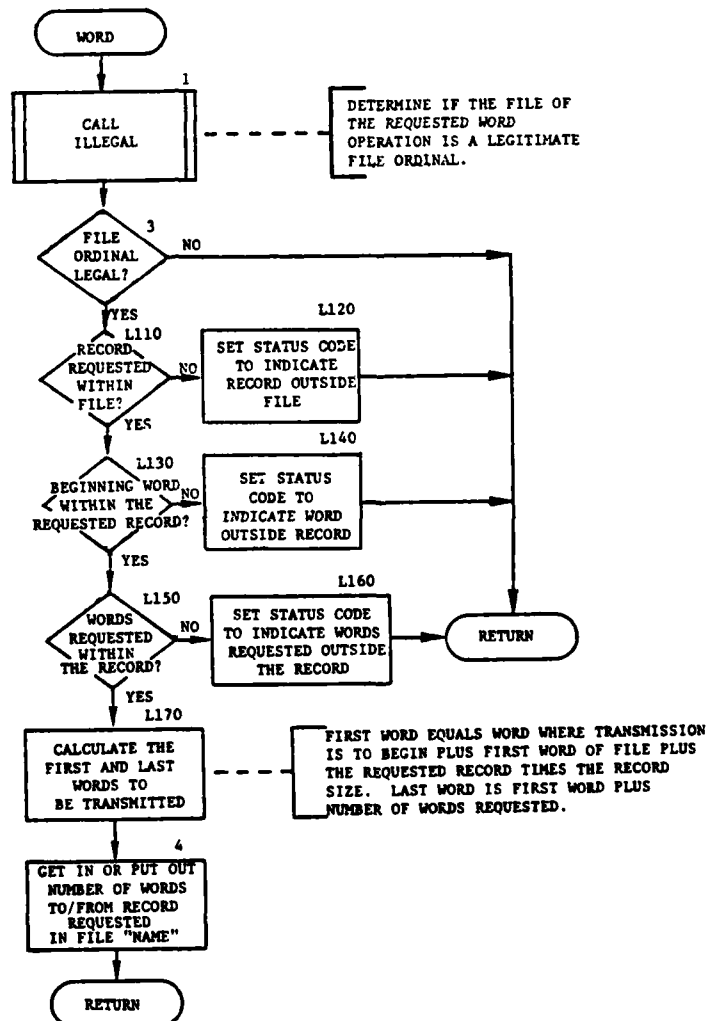 WORD
1
CALL
ILLEGAL
DETERMINE IF THE FILE OF
THE REQUESTED WORD
OPERATION IS A LEGITIMATE
FILE ORDINAL.
3
FILE
ORDINAL
LEGAL?
NO
YES
L110
RECORD
REQUESTED
WITHIN
FILE?
NO
YES
L120
SET STATUS CODE
TO INDICATE
RECORD OUTSIDE
FILE
L130
BEGINNING WORD
WITHIN THE
REQUESTED RECORD?
NO
YES
L140
SET STATUS
CODE TO
INDICATE WORD
OUTSIDE RECORD
L150
WORDS
REQUESTED
WITHIN
THE RECORD?
NO
YES
L160
SET STATUS CODE
TO INDICATE WORDS
REQUESTED OUTSIDE
THE RECORD
RETURN
L170
CALCULATE THE
FIRST AND LAST
WORDS TO
BE TRANSMITTED
FIRST WORD EQUALS WORD WHERE TRANSMISSION
IS TO BEGIN PLUS FIRST WORD OF FILE PLUS
THE REQUESTED RECORD TIMES THE RECORD
SIZE. LAST WORD IS FIRST WORD PLUS
NUMBER OF WORDS REQUESTED.
4
GET IN OR PUT OUT
NUMBER OF WORDS
TO/FROM RECORD
REQUESTED
IN FILE "NAME"
RETURN